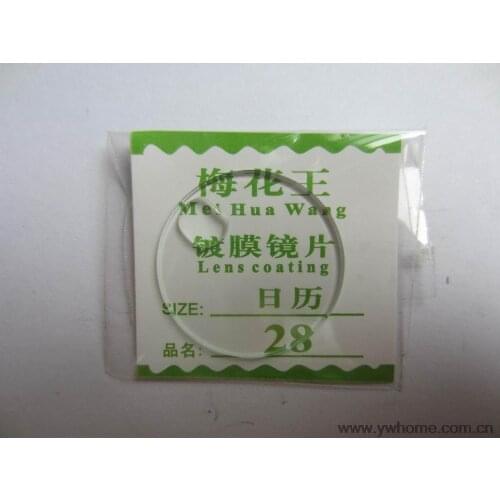 梅花王
Mei Hua Wang
镀膜镜片
Lens coating
SIZE: 日历
品名: 28
www.ywhome.com.cn